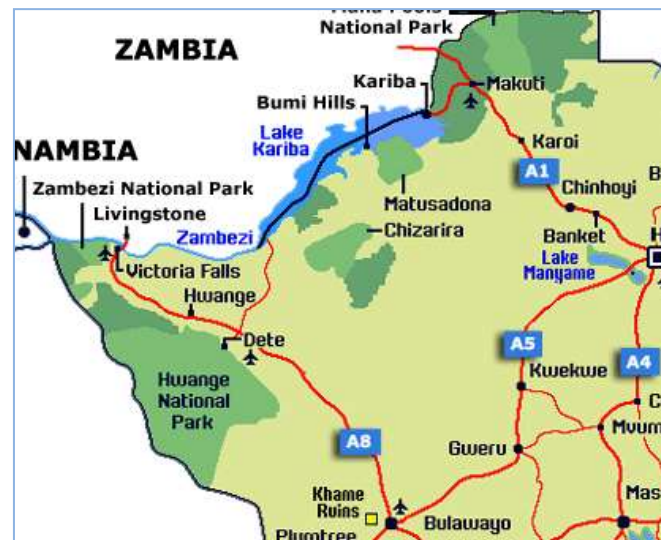 National Park
ZAMBIA
Kariba
Makuti
Bumi Hills
Lake
Kariba
Karoi
NAMBIA
A1
Zambezi National Park
Matusadona
Chinhoyi
Livingstone
Zambezi
Chizarira
Banket
Victoria Falls
Lake
Manyame
Hwange
Dete
A5
A4
Kwekwe
Hwange
National
Park
A8
Gweru
Khame
Ruins
Bulawayo
Plumtree